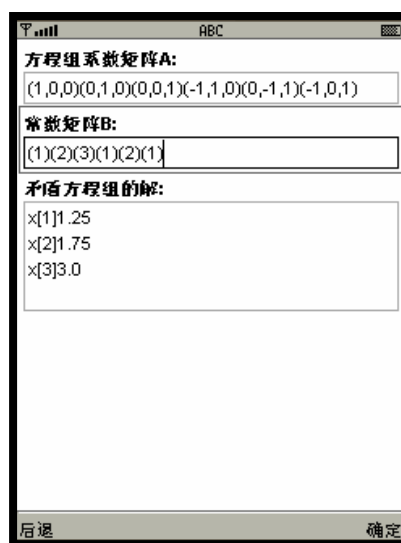 ABC
方程组系数矩阵A:
(1,0,0)(0,1,0)(0,0,1)(-1,1,0)(0,-1,1)(-1,0,1)
常数矩阵B:
(1)(2)(3)(1)(2)(1)
矛盾方程组的解:
x[1]1.25
x[2]1.75
x[3]3.0
后退 确定